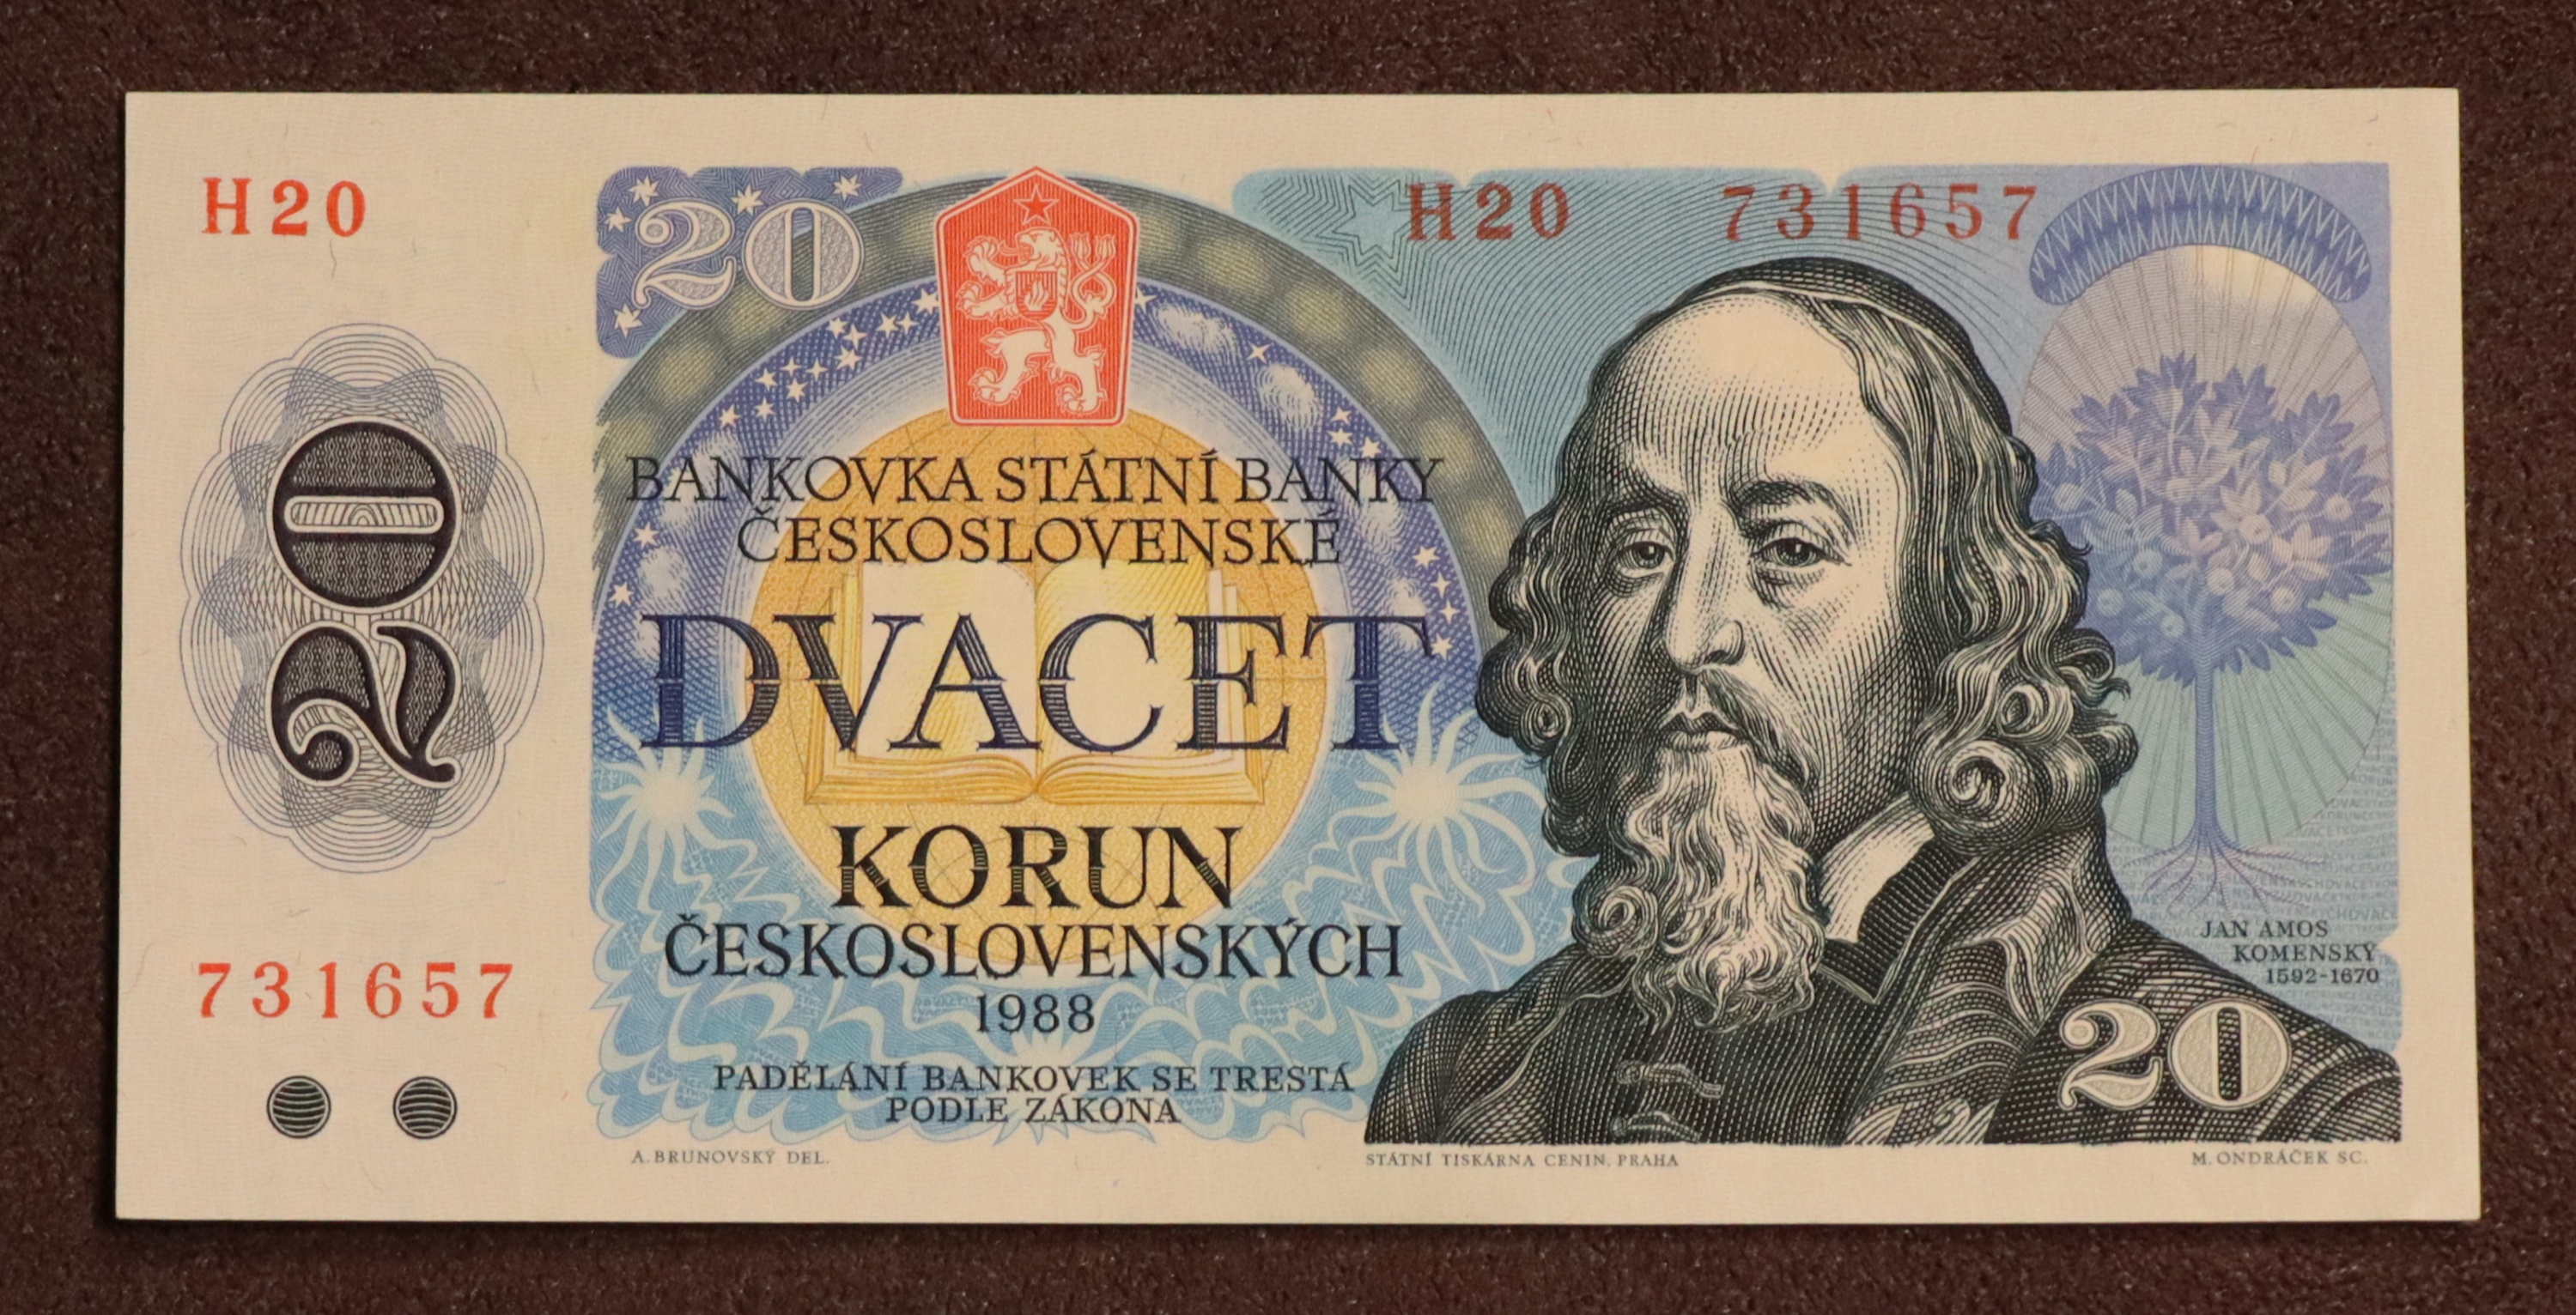 H20
20
H20 731657
BANKOVKA STÁTNÍ BANKY
ČESKOSLOVENSKÉ
20
DVACET
KORUN
ČESKOSLOVENSKÝCH
1988
JAN AMOS
KOMENSKÝ
1592-1670
731657
20
PADĚLÁNÍ BANKOVEK SE TRESTÁ
PODLE ZÁKONA
A. BRUNOVSKÝ DEL.
STÁTNÍ TISKÁRNA CENIN, PRAHA
M. ONDRÁČEK SC.